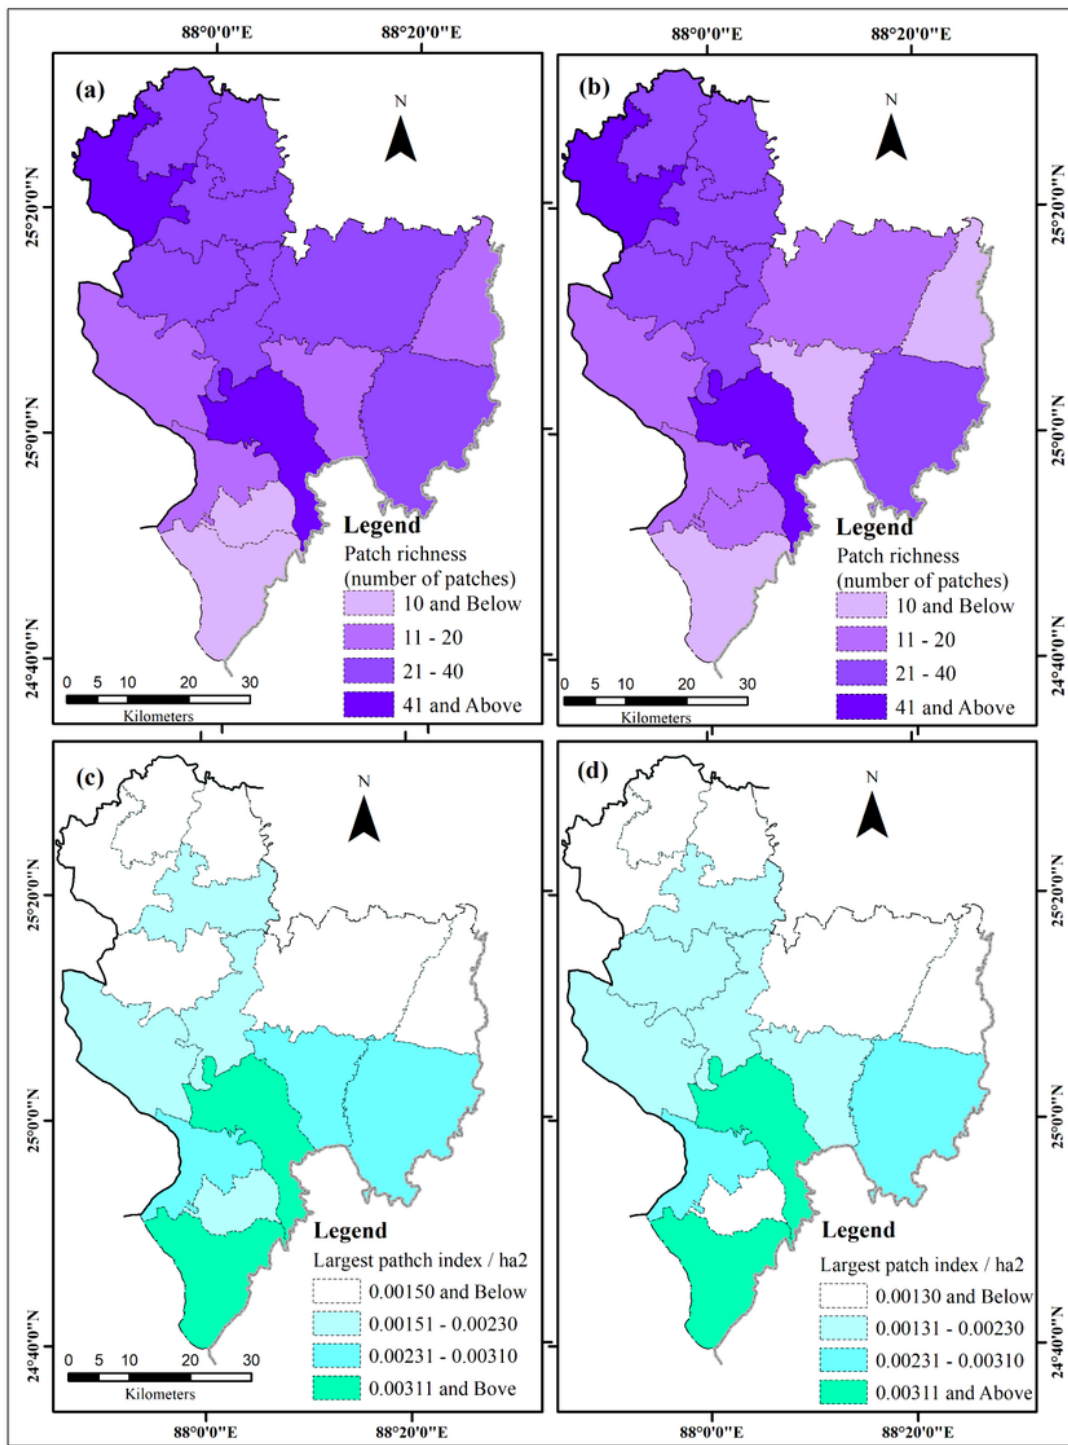 88°0'0"E 88°20'0"E 88°0'0"E 88°20'0"E
(a)
N
25°20'0"N
25°0'0"N
24°40'0"N
Legend
Patch richness
(number of patches)
10 and Below
11 - 20
21 - 40
41 and Above
0 5 10 20 30
Kilometers
(b)
N
25°20'0"N
25°0'0"N
24°40'0"N
Legend
Patch richness
(number of patches)
10 and Below
11 - 20
21 - 40
41 and Above
0 5 10 20 30
Kilometers
(c)
N
25°20'0"N
25°0'0"N
24°40'0"N
Legend
Largest pathch index / ha2
0.00150 and Below
0.00151 - 0.00230
0.00231 - 0.00310
0.00311 and Bove
0 5 10 20 30
Kilometers
(d)
N
25°20'0"N
25°0'0"N
24°40'0"N
Legend
Largest patch index / ha2
0.00130 and Below
0.00131 - 0.00230
0.00231 - 0.00310
0.00311 and Above
0 5 10 20 30
Kilometers
88°0'0"E 88°20'0"E 88°0'0"E 88°20'0"E